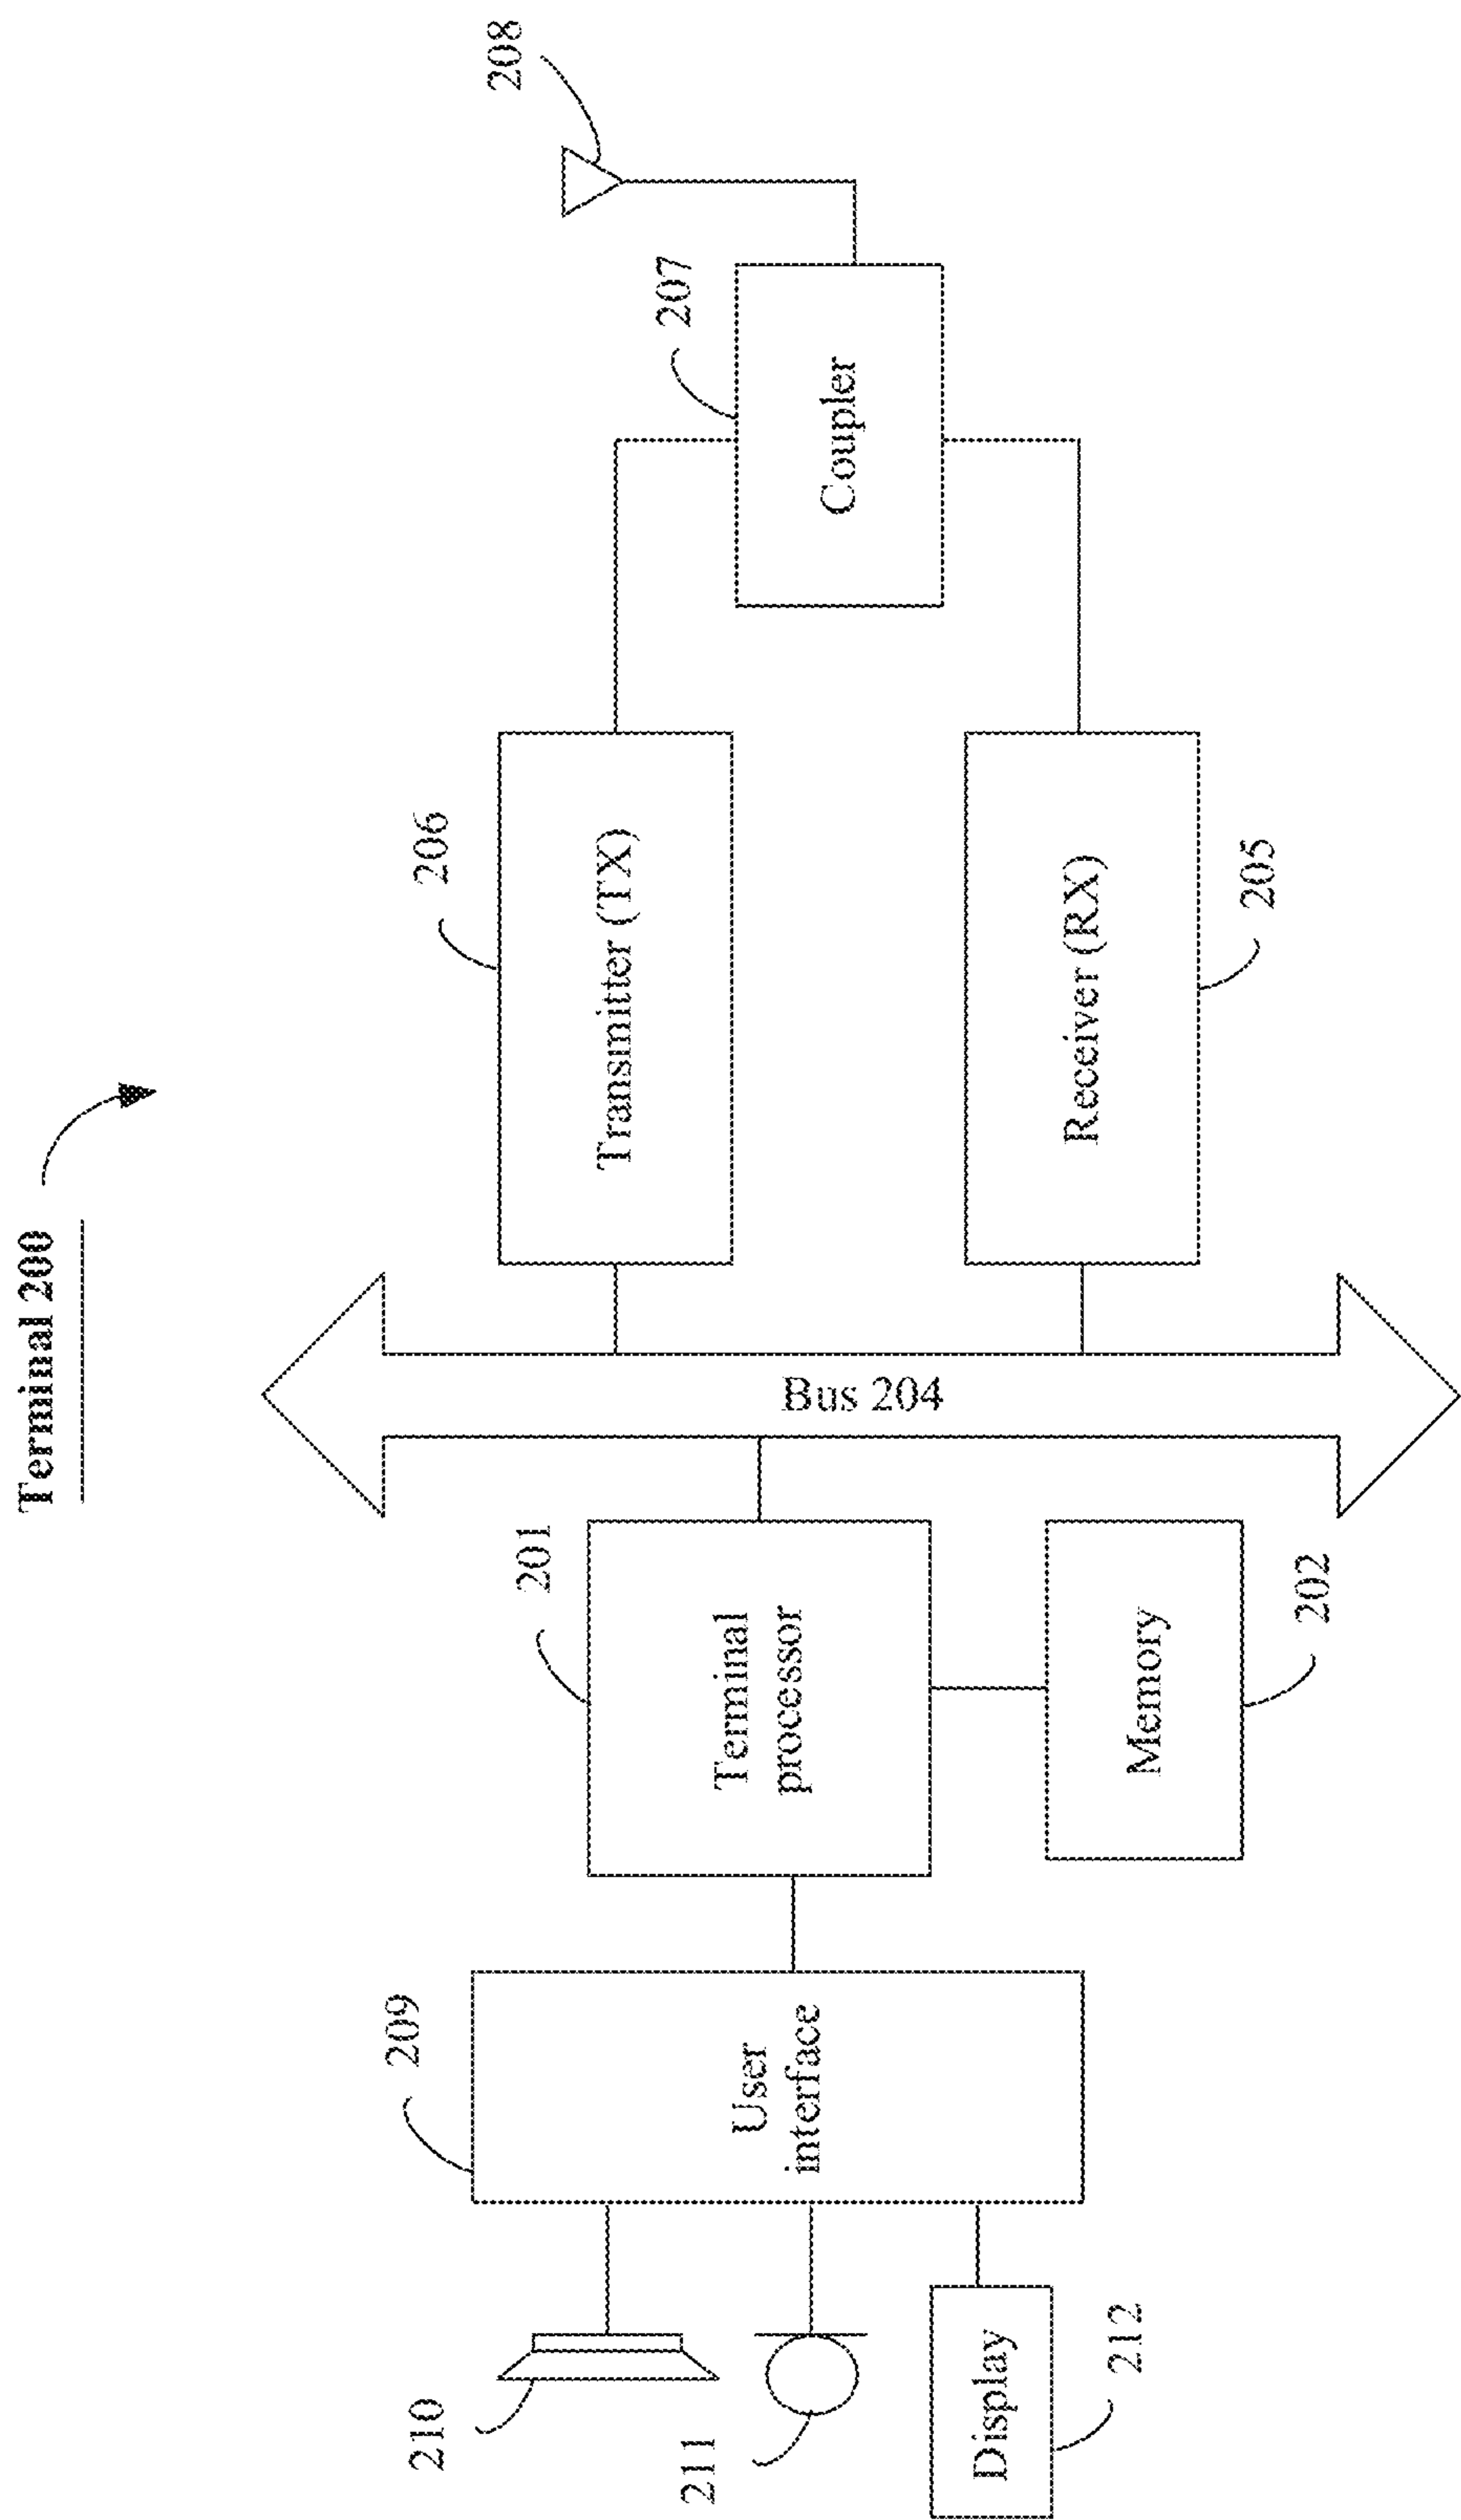 Terminal 200
210
211
Display
212
209
User
interface
201
Terminal
processor
Memory
202
Bus 204
206
Transmitter (TX)
Receiver (RX)
205
207
Coupler
208